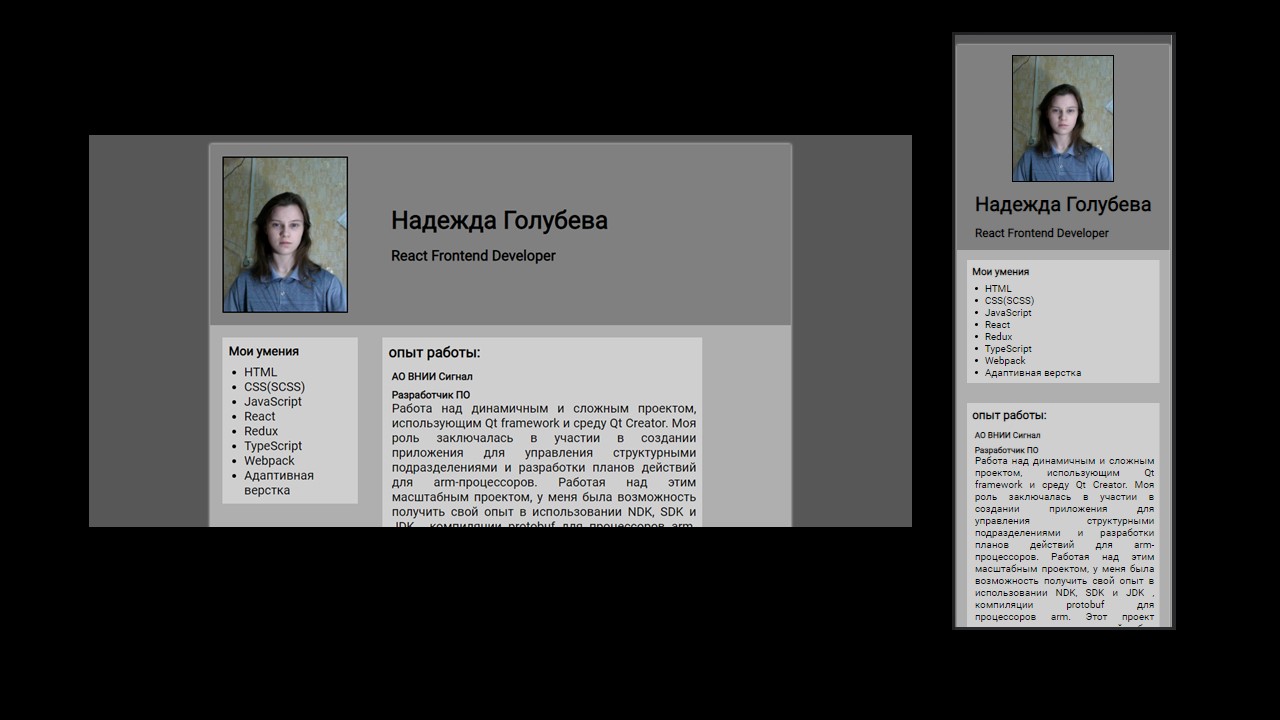 Надежда Голубева
React Frontend Developer
Мои умения
HTML
CSS(SCSS)
JavaScript
React
Redux
TypeScript
Webpack
Адаптивная
верстка
опыт работы:
АО ВНИИ Сигнал
Разработчик ПО
Работа над динамичным и сложным проектом,
использующим Qt framework и среду Qt Creator. Моя
роль заключалась в участии в создании
приложения для управления структурными
подразделениями и разработки планов действий
для arm-процессоров. Работая над этим
масштабным проектом, у меня была возможность
получить свой опыт в использовании NDK, SDK и
JDK , компиляции protobuf для процессоров arm.
Надежда Голубева
React Frontend Developer
Мои умения
HTML
CSS(SCSS)
JavaScript
React
Redux
TypeScript
Webpack
Адаптивная верстка
опыт работы:
АО ВНИИ Сигнал
Разработчик ПО
Работа над динамичным и сложным
проектом, использующим Qt
framework и среду Qt Creator. Моя
роль заключалась в участии в
создании приложения для
управления структурными
подразделениями и разработки
планов действий для arm-
процессоров. Работая над этим
масштабным проектом, у меня была
возможность получить свой опыт в
использовании NDK, SDK и JDK ,
компиляции protobuf для
процессоров arm. Этот проект